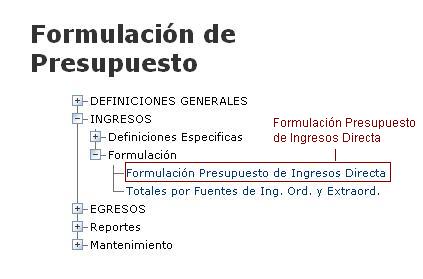 Formulación de
Presupuesto
DEFINICIONES GENERALES
INGRESOS
Definiciones Especificas
Formulación
Formulación Presupuesto
de Ingresos Directa
Formulación Presupuesto de Ingresos Directa
Totales por Fuentes de Ing. Ord. y Extraord.
EGRESOS
Reportes
Mantenimiento